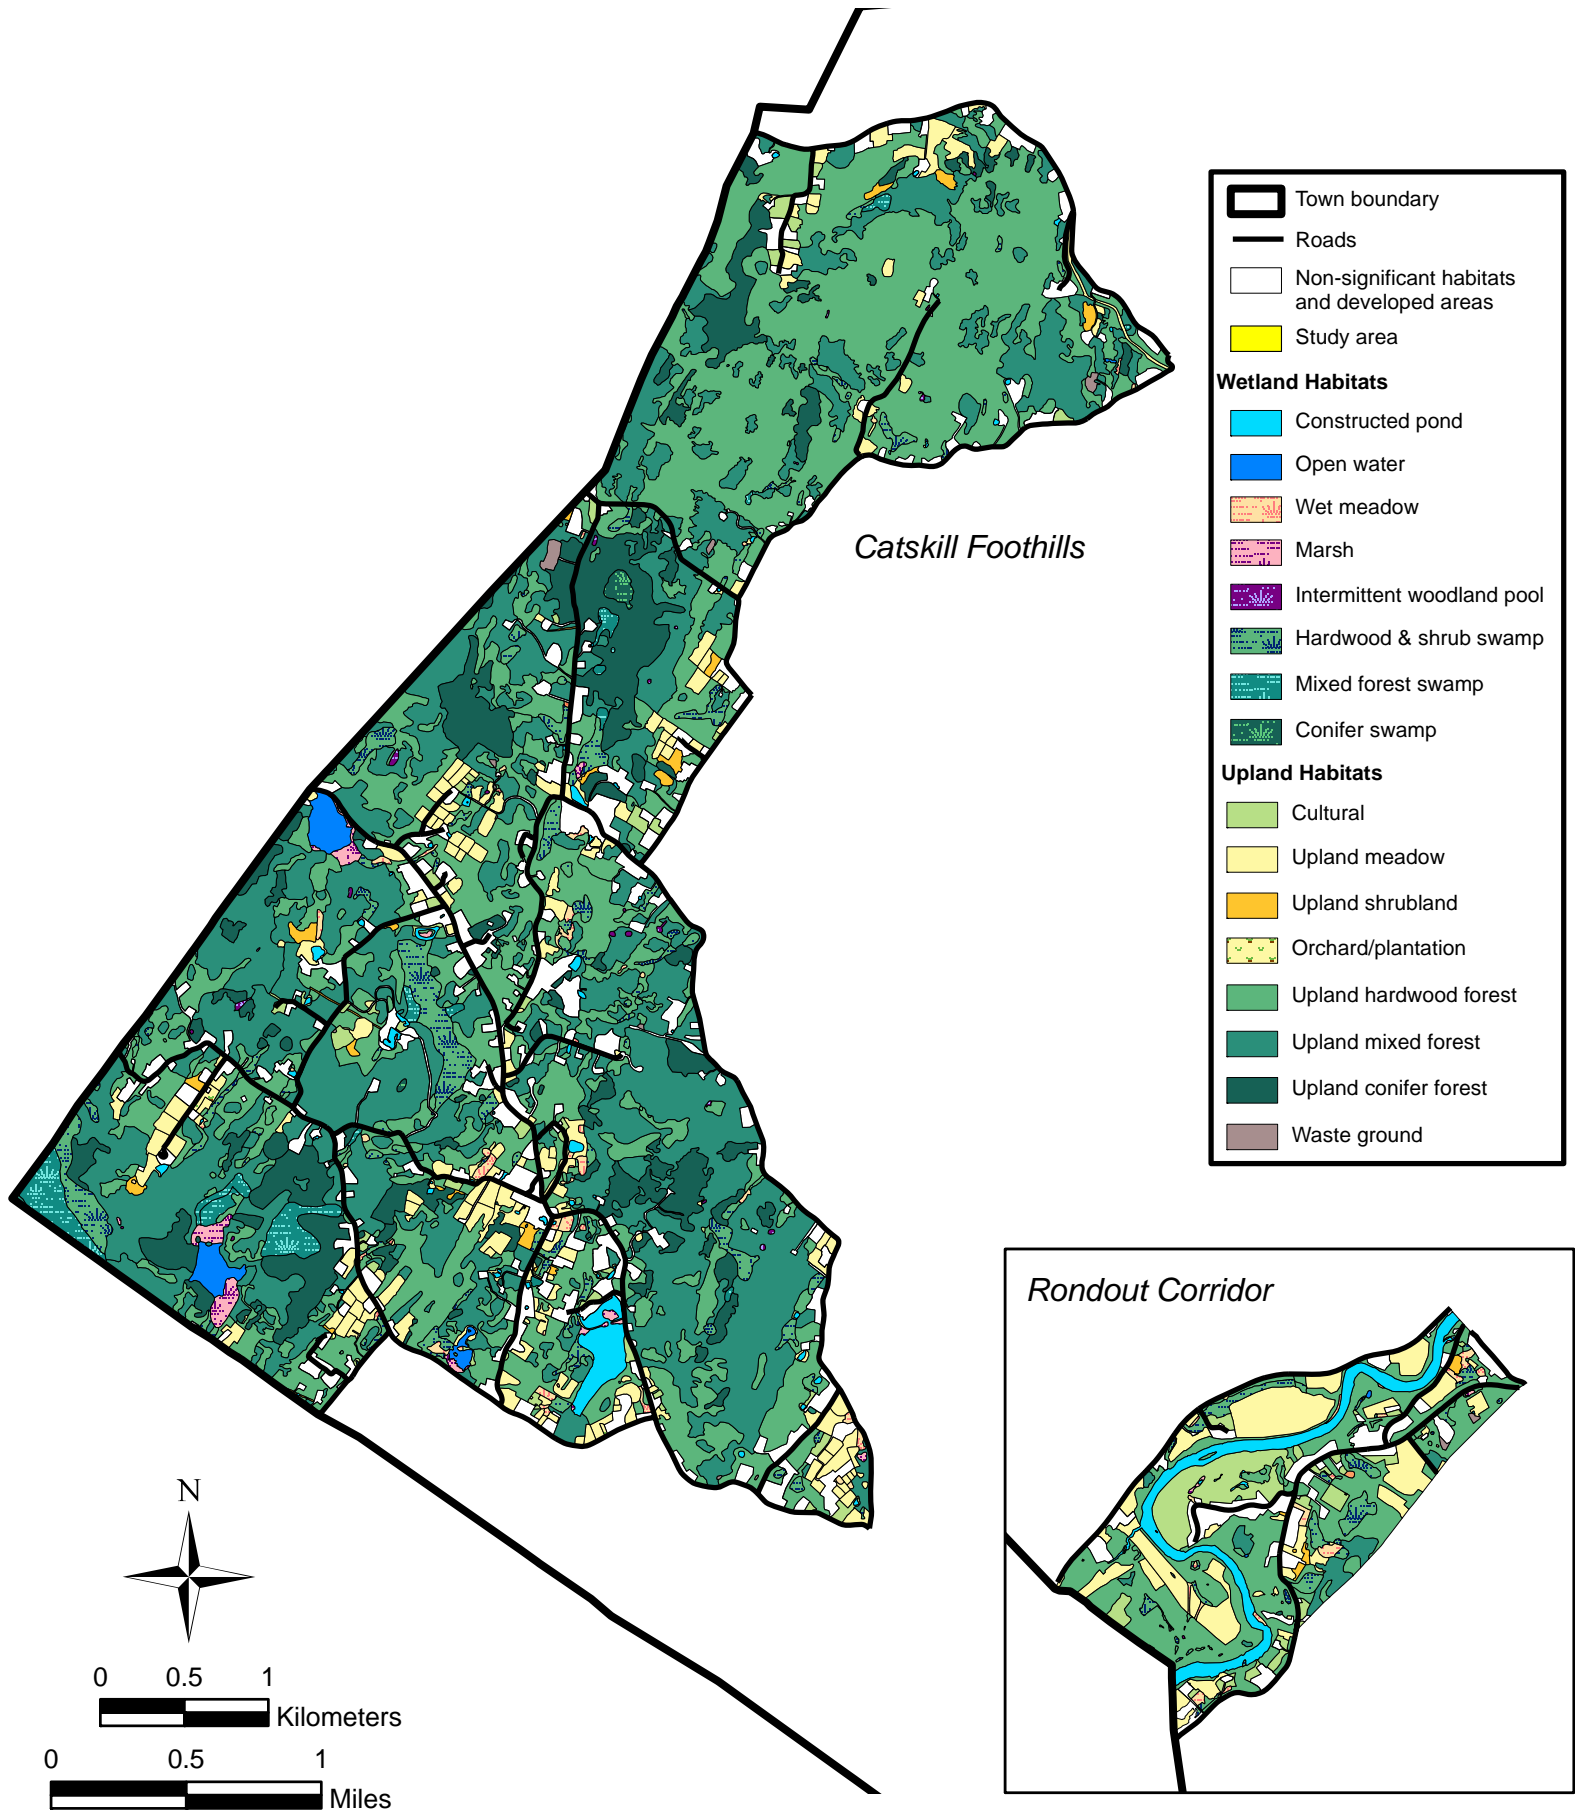 Town boundary
Roads
Non-significant habitats
and developed areas
Study area
Wetland Habitats
Constructed pond
Open water
Wet meadow
Marsh
Intermittent woodland pool
Hardwood & shrub swamp
Mixed forest swamp
Conifer swamp
Upland Habitats
Cultural
Upland meadow
Upland shrubland
Orchard/plantation
Upland hardwood forest
Upland mixed forest
Upland conifer forest
Waste ground
Catskill Foothills
Rondout Corridor
N
0 0.5 1
Kilometers
0 0.5 1
Miles